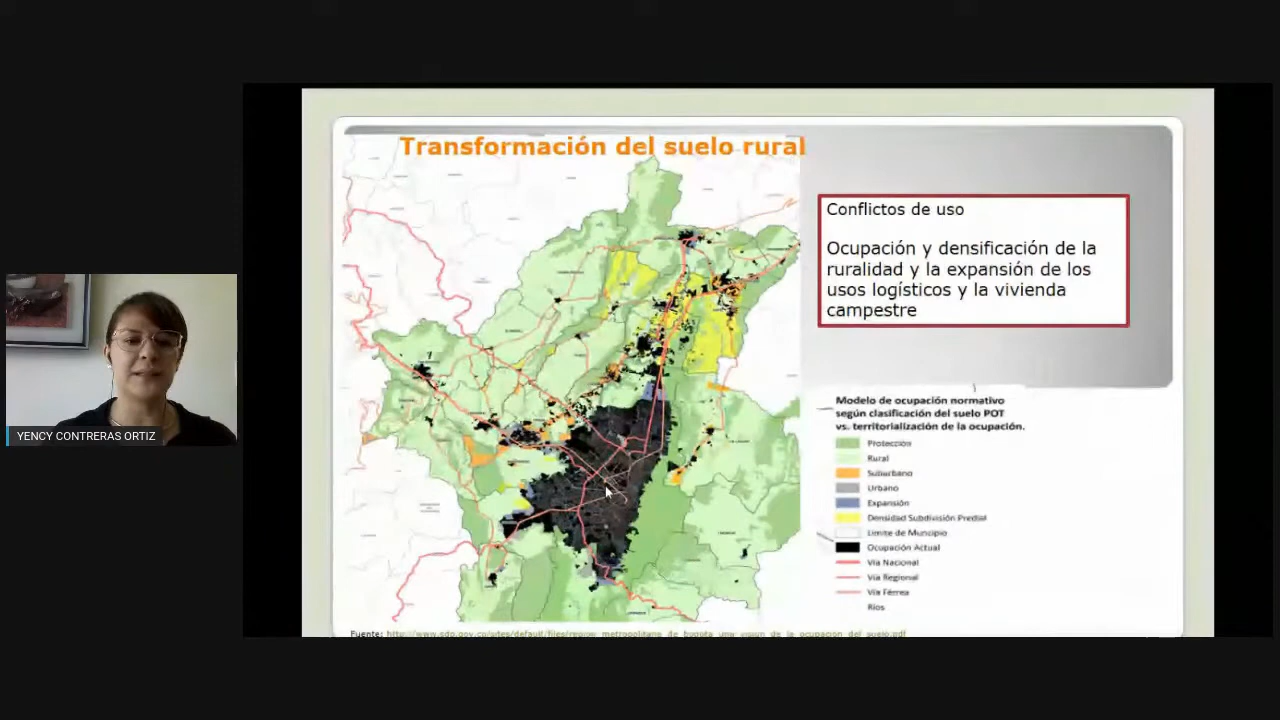 Transformación del suelo rural
Conflictos de uso
Ocupación y densificación de la
ruralidad y la expansión de los
usos logísticos y la vivienda
campestre
YENCY CONTRERAS ORTIZ
Modelo de ocupación normativo
según clasificación del suelo POT
vs. territorialización de la ocupación.
Protección
Rural
Suburbano
Urbano
Expansión
Densidad Subdivisión Predial
Limite de Muncipio
Ocupación Actual
Vía Nacional
Vía Regional
Vía Férrea
Ríos
Fuente: http://www.sdp.gov.co/sites/default/files/region_metropolitana_de_bogota_una_vision_de_la_ocupacion_del_suelo.pdf